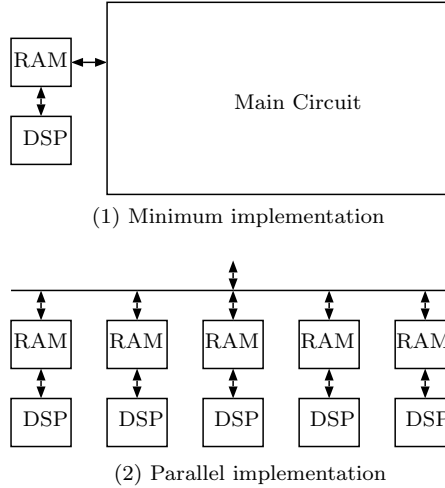 RAM
Main Circuit
DSP
(1) Minimum implementation
RAM RAM RAM RAM RAM
DSP DSP DSP DSP DSP
(2) Parallel implementation